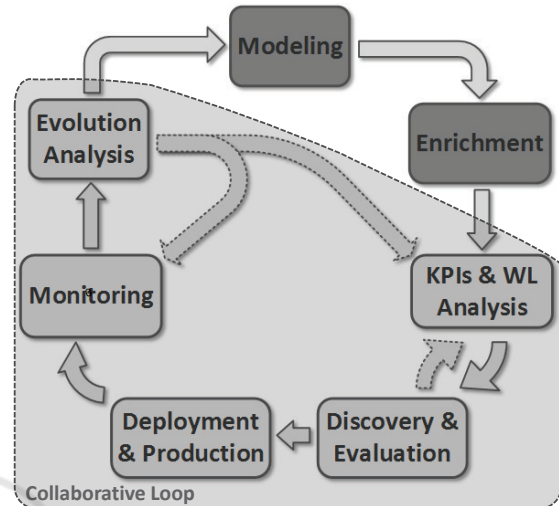 Modeling
Evolution
Analysis
Enrichment
Monitoring
KPIs & WL
Analysis
Deployment
& Production
Discovery &
Evaluation
Collaborative Loop